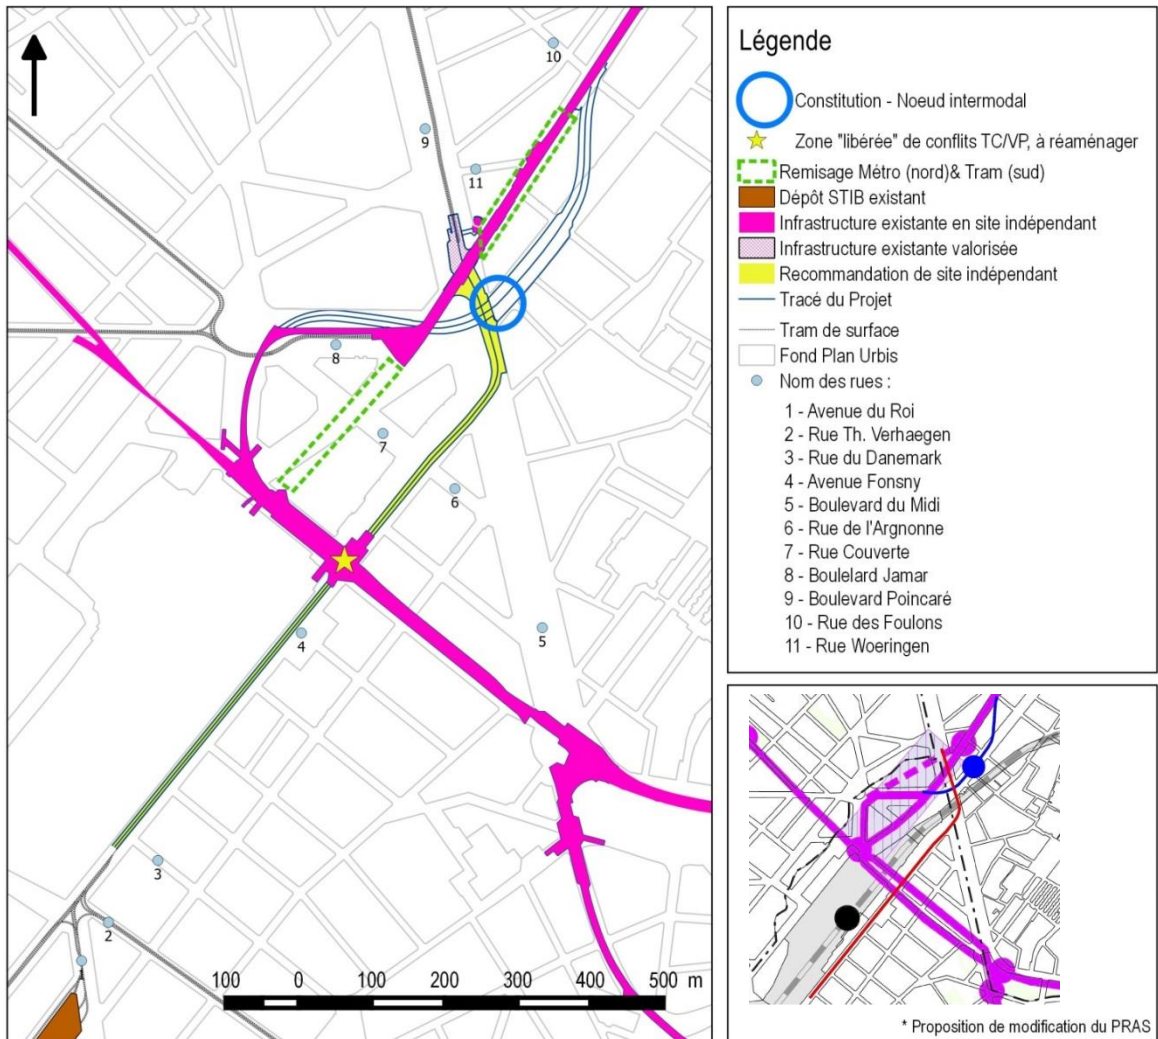 10
9
11
8
7
6
4
5
3
2
1
100 0 100 200 300 400 500 m
Légende
Constitution - Noeud intermodal
Zone "libérée" de conflits TC/VP, à réaménager
Remisage Métro (nord)& Tram (sud)
Dépôt STIB existant
Infrastructure existante en site indépendant
Infrastructure existante valorisée
Recommandation de site indépendant
Tracé du Projet
Tram de surface
Fond Plan Urbis
Nom des rues :
1 - Avenue du Roi
2 - Rue Th. Verhaegen
3 - Rue du Danemark
4 - Avenue Fonsny
5 - Boulevard du Midi
6 - Rue de l'Argnonne
7 - Rue Couverte
8 - Boulelard Jamar
9 - Boulevard Poincaré
10 - Rue des Foulons
11 - Rue Woeringen
* Proposition de modification du PRAS